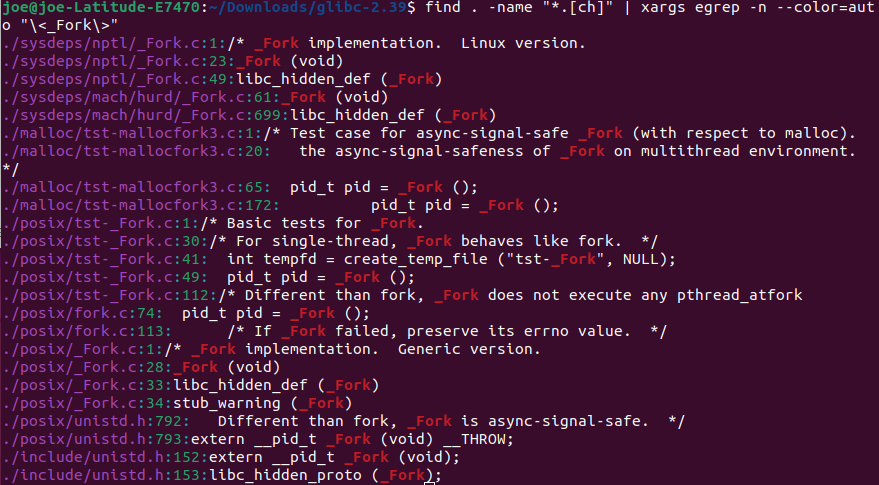 joe@joe-Latitude-E7470:~/Downloads/glibc-2.39$ find . -name "*.[ch]" | xargs egrep -n --color=aut
o "\<_Fork\>"
./sysdeps/nptl/_Fork.c:1:/* _Fork implementation.  Linux version.
./sysdeps/nptl/_Fork.c:23:_Fork (void)
./sysdeps/nptl/_Fork.c:49:libc_hidden_def (_Fork)
./sysdeps/mach/hurd/_Fork.c:61:_Fork (void)
./sysdeps/mach/hurd/_Fork.c:699:libc_hidden_def (_Fork)
./malloc/tst-mallocfork3.c:1:/* Test case for async-signal-safe _Fork (with respect to malloc).
./malloc/tst-mallocfork3.c:20:   the async-signal-safeness of _Fork on multithread environment.
*/
./malloc/tst-mallocfork3.c:65:  pid_t pid = _Fork ();
./malloc/tst-mallocfork3.c:172:          pid_t pid = _Fork ();
./posix/tst-_Fork.c:1:/* Basic tests for _Fork.
./posix/tst-_Fork.c:30:/* For single-thread, _Fork behaves like fork.  */
./posix/tst-_Fork.c:41:  int tempfd = create_temp_file ("tst-_Fork", NULL);
./posix/tst-_Fork.c:49:  pid_t pid = _Fork ();
./posix/tst-_Fork.c:112:/* Different than fork, _Fork does not execute any pthread_atfork
./posix/fork.c:74:  pid_t pid = _Fork ();
./posix/fork.c:113:      /* If _Fork failed, preserve its errno value.  */
./posix/_Fork.c:1:/* _Fork implementation.  Generic version.
./posix/_Fork.c:28:_Fork (void)
./posix/_Fork.c:33:libc_hidden_def (_Fork)
./posix/_Fork.c:34:stub_warning (_Fork)
./posix/unistd.h:792:   Different than fork, _Fork is async-signal-safe.  */
./posix/unistd.h:793:extern __pid_t _Fork (void) __THROW;
./include/unistd.h:152:extern __pid_t _Fork (void);
./include/unistd.h:153:libc_hidden_proto (_Fork);